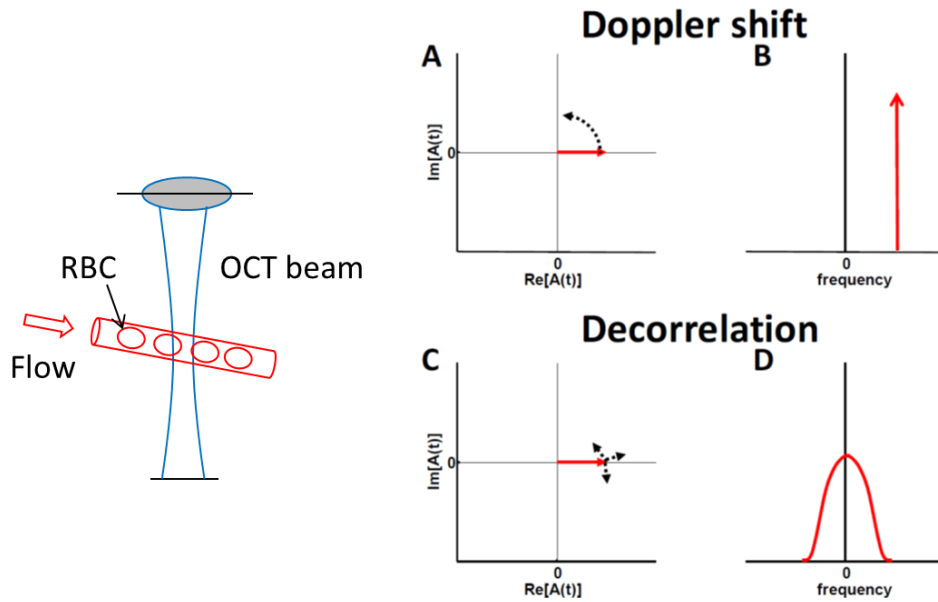 RBC
OCT beam
Flow
Doppler shift
A
Im[A(t)]
0
0
Re[A(t)]
B
0
frequency
Decorrelation
C
Im[A(t)]
0
0
Re[A(t)]
D
0
frequency